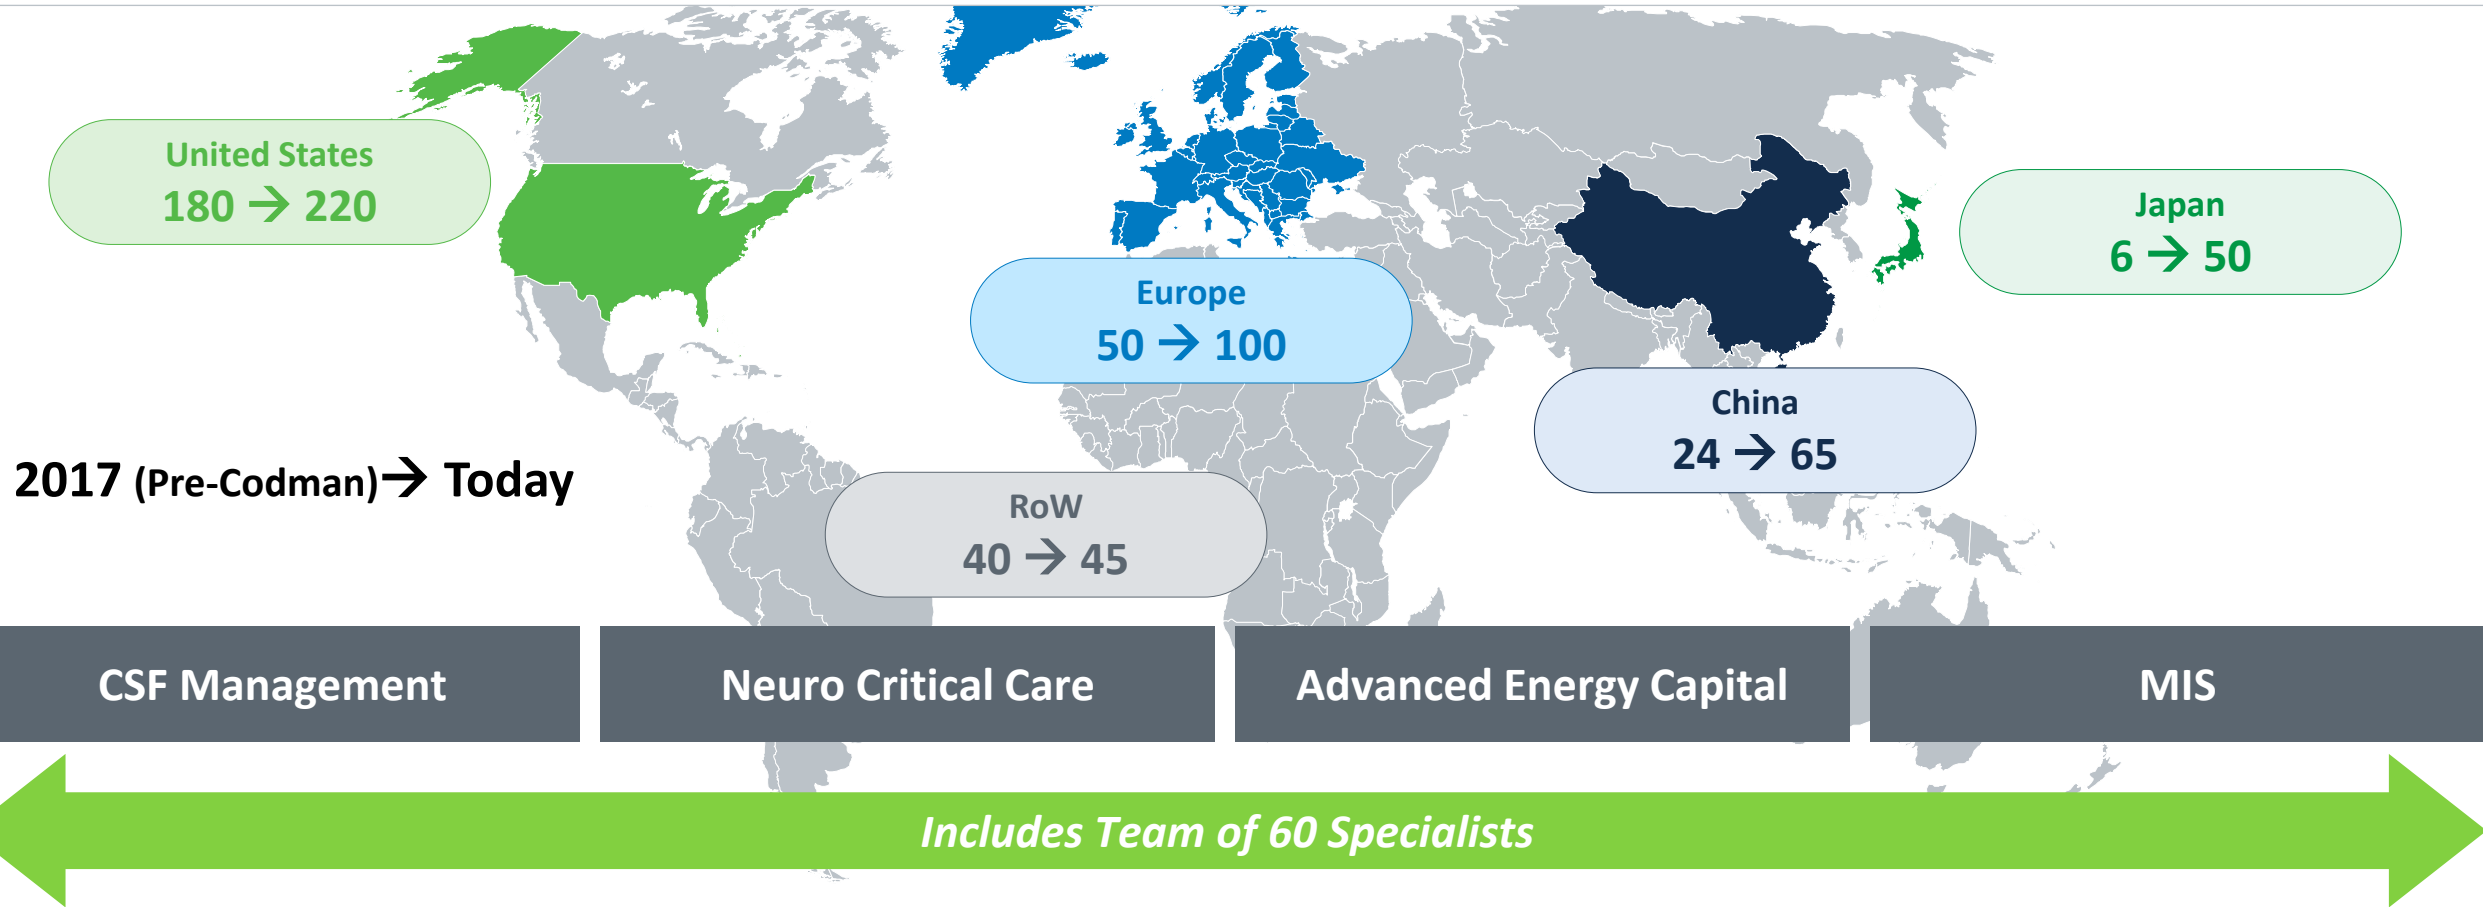 United States
180 → 220
Japan
6 → 50
Europe
50 → 100
China
24 → 65
2017 (Pre-Codman) → Today
RoW
40 → 45
CSF Management
Neuro Critical Care
Advanced Energy Capital
MIS
Includes Team of 60 Specialists